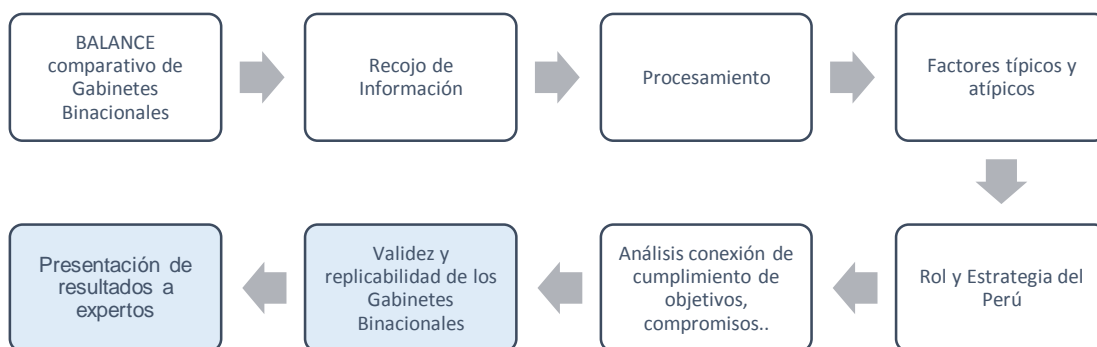 BALANCE
comparativo de
Gabinetes
Binacionales
Recojo de
Información
Procesamiento
Factores típicos y
atípicos
Rol y Estrategia del
Perú
Análisis conexión de
cumplimiento de
objetivos,
compromisos..
Validez y
replicabilidad de los
Gabinetes
Binacionales
Presentación de
resultados a
expertos